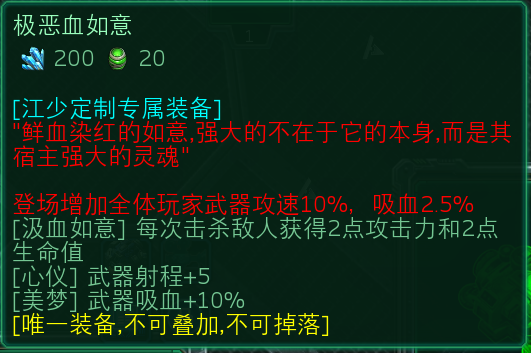 极恶血如意
200 20
[江少定制专属装备]
"鲜血染红的如意,强大的不在于它的本身,而是其
宿主强大的灵魂"
登场增加全体玩家武器攻速10%, 吸血2.5%
[汲血如意] 每次击杀敌人获得2点攻击力和2点
生命值
[心仪] 武器射程+5
[美梦] 武器吸血+10%
[唯一装备,不可叠加,不可掉落]